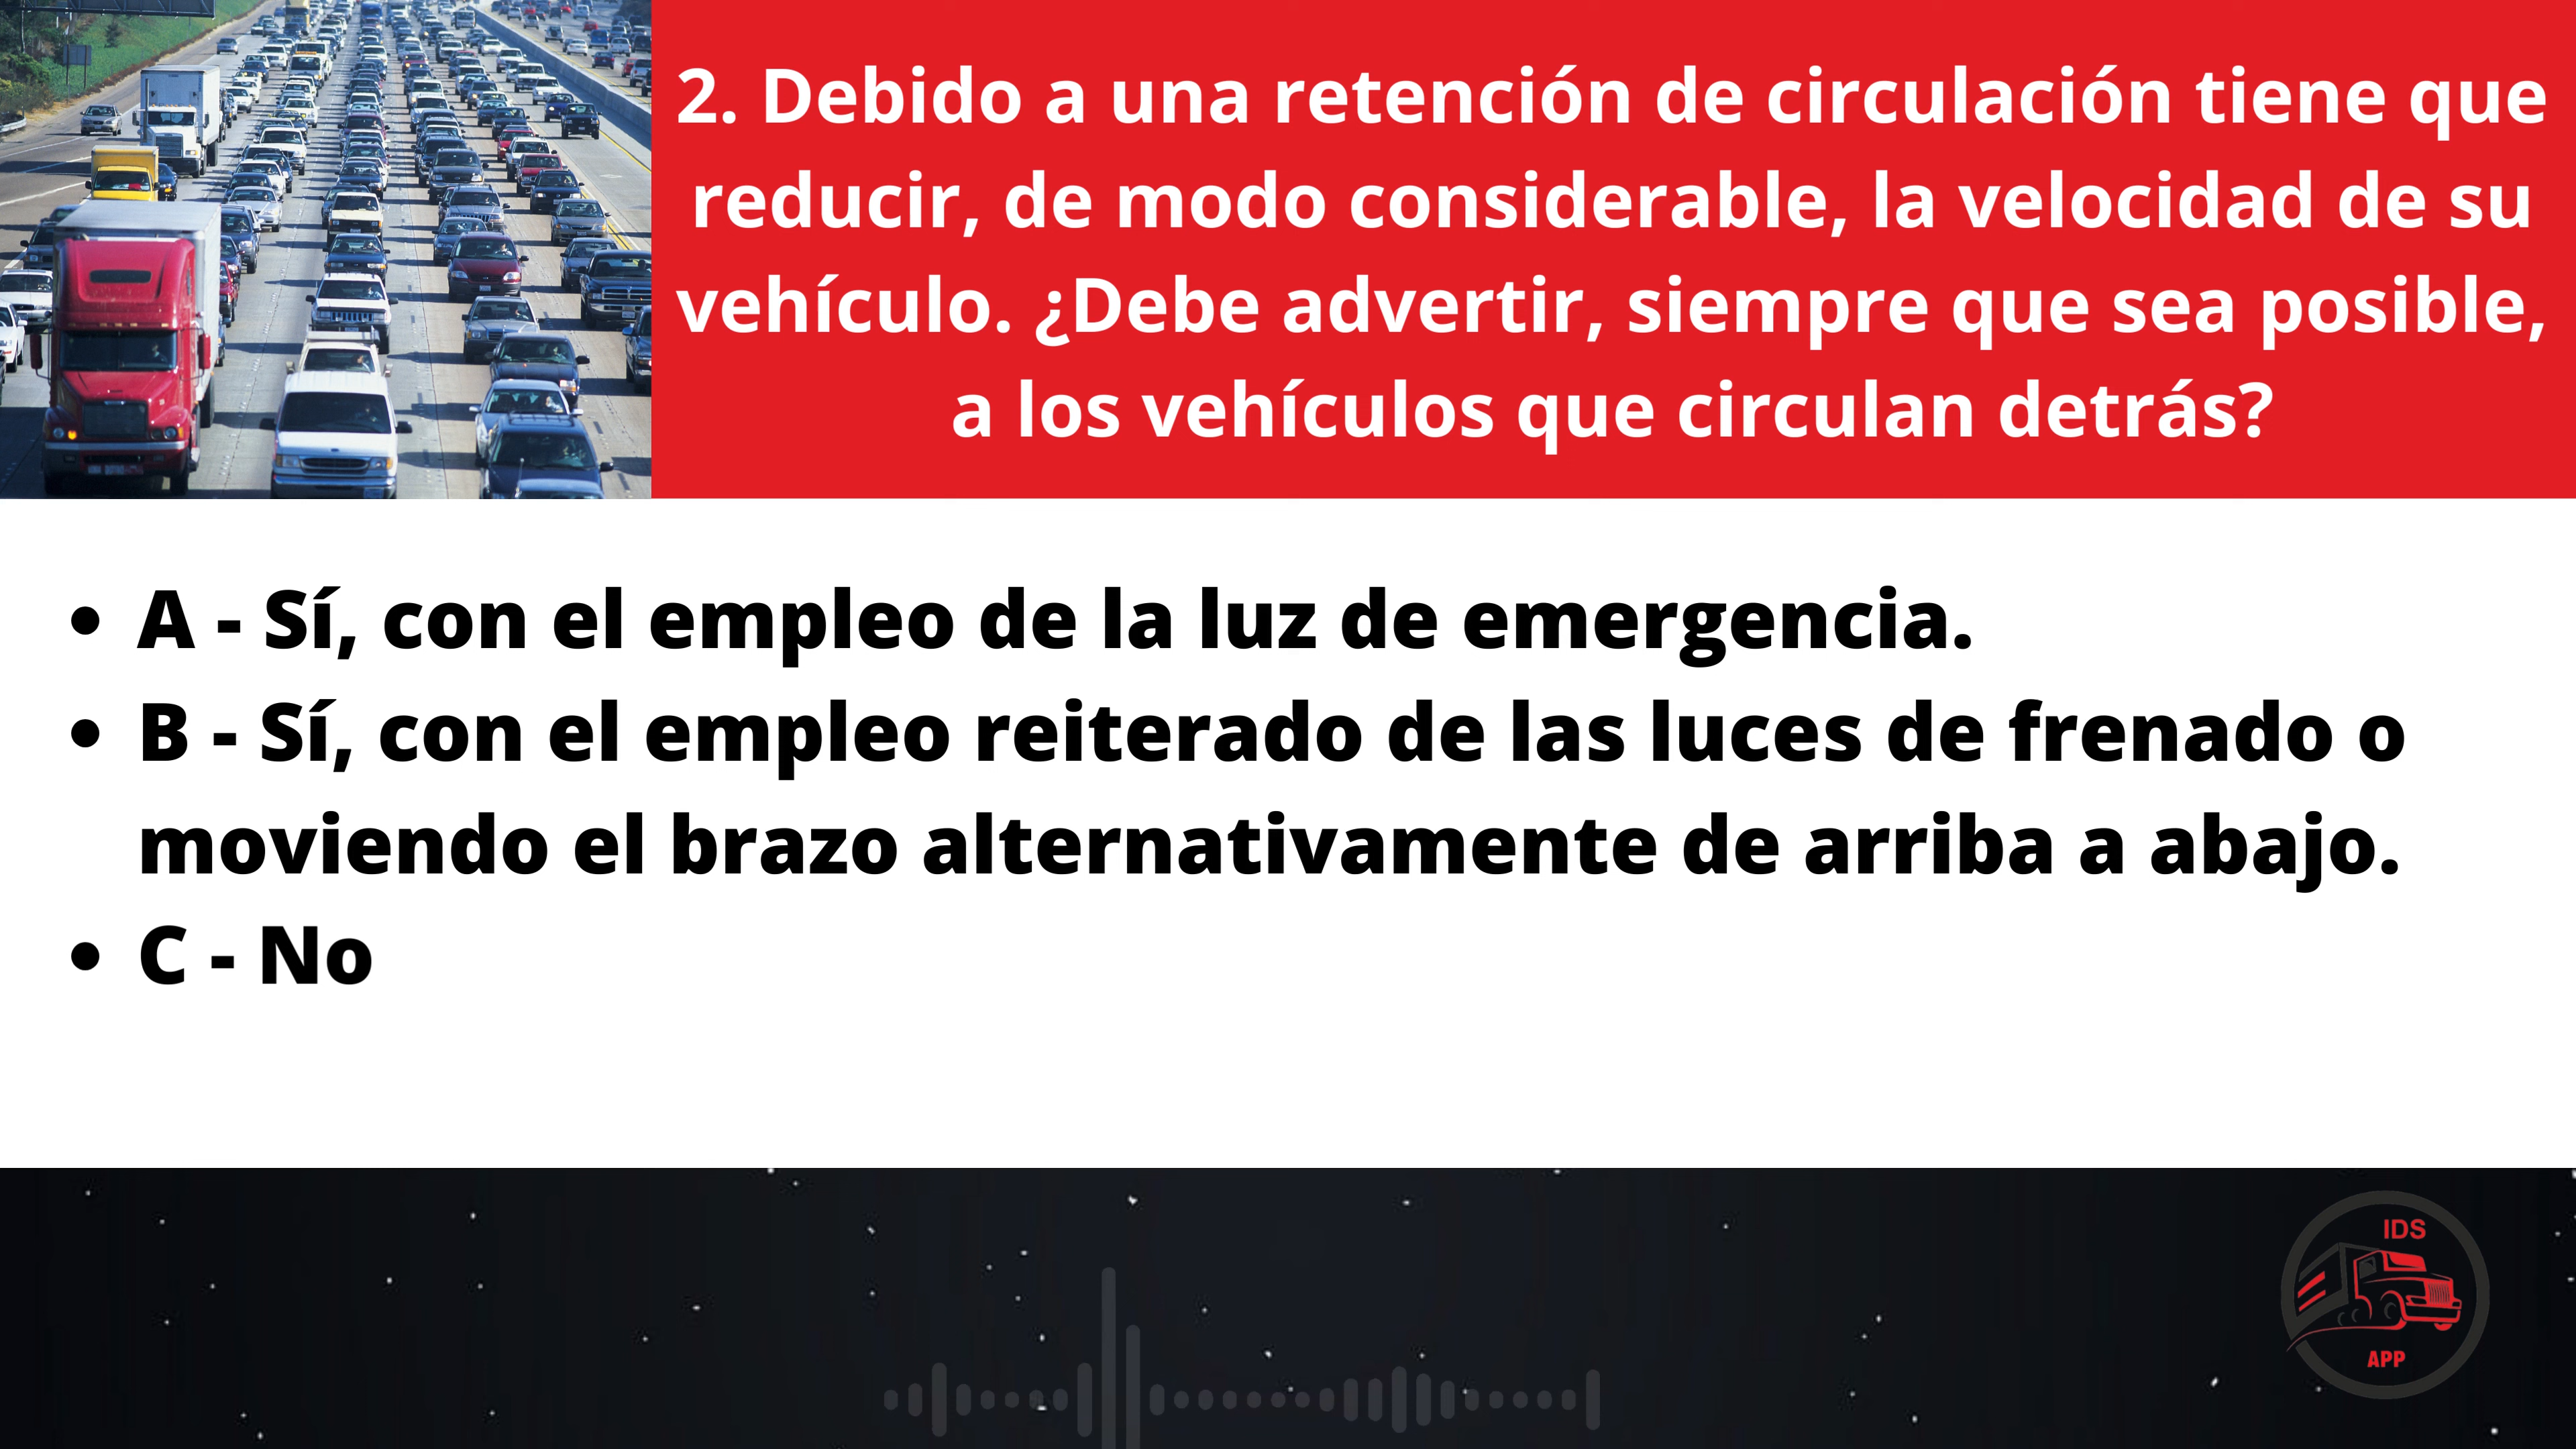 2. Debido a una retención de circulación tiene que
reducir, de modo considerable, la velocidad de su
vehículo. ¿Debe advertir, siempre que sea posible,
a los vehículos que circulan detrás?
• A - Sí, con el empleo de la luz de emergencia.
• B - Sí, con el empleo reiterado de las luces de frenado o
moviendo el brazo alternativamente de arriba a abajo.
• C - No
IDS
APP